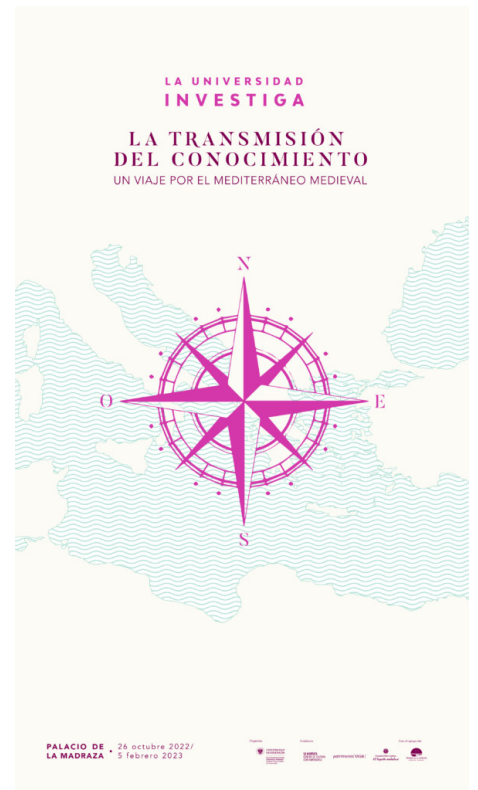 LA UNIVERSIDAD
INVESTIGA
LA TRANSMISIÓN
DEL CONOCIMIENTO
UN VIAJE POR EL MEDITERRÁNEO MEDIEVAL
N
O
E
S
PALACIO DE
LA MADRAZA
26 octubre 2022/
5 febrero 2023